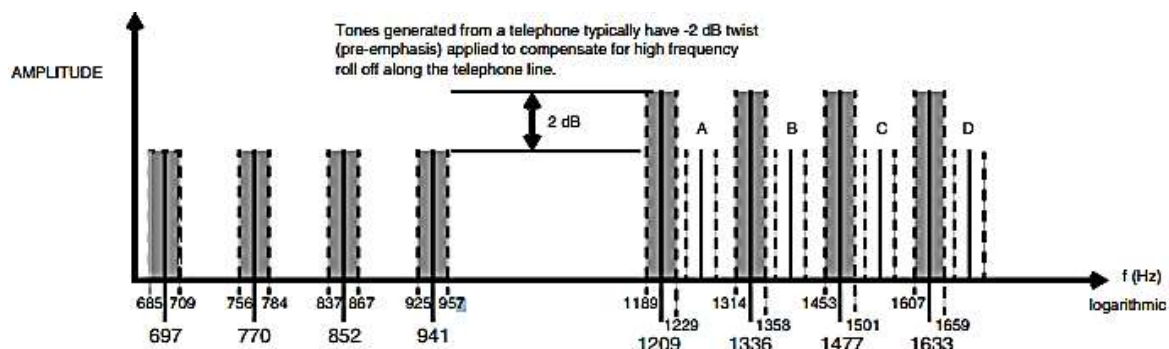 Tones generated from a telephone typically have -2 dB twist
(pre-emphasis) applied to compensate for high frequency
roll off along the telephone line.
AMPLITUDE
2 dB
A B C D
f (Hz)
685 709 756 784 837 867 925 957 1189 1314 1453 1607 logarithmic
1229 1358 1501 1659
697 770 852 941 1209 1336 1477 1633